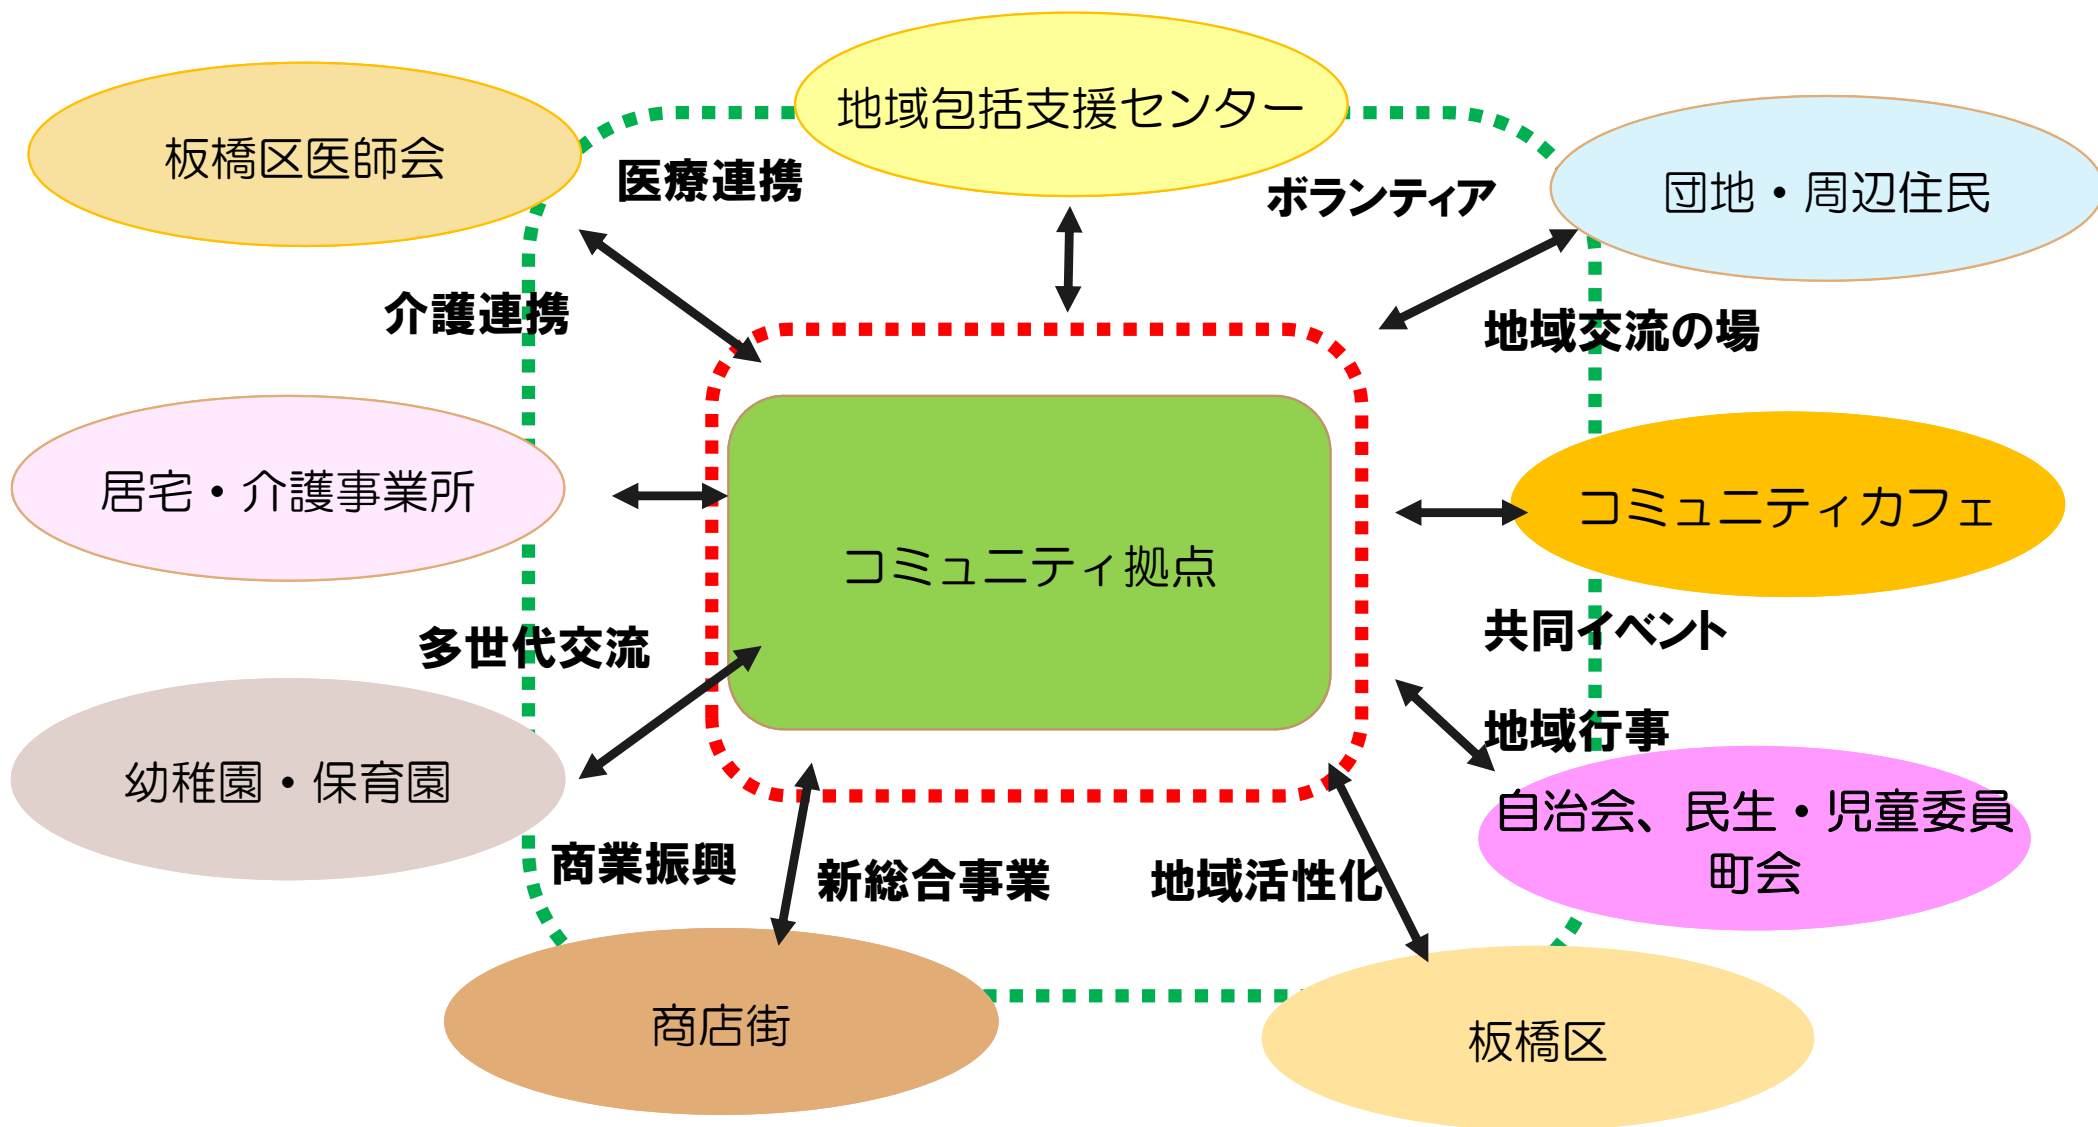 地域包括支援センター
板橋区医師会
医療連携
ボランティア
団地・周辺住民
介護連携
地域交流の場
居宅・介護事業所
コミュニティカフェ
コミュニティ拠点
多世代交流
共同イベント
地域行事
幼稚園・保育園
自治会、民生・児童委員
町会
商業振興
新総合事業
地域活性化
商店街
板橋区